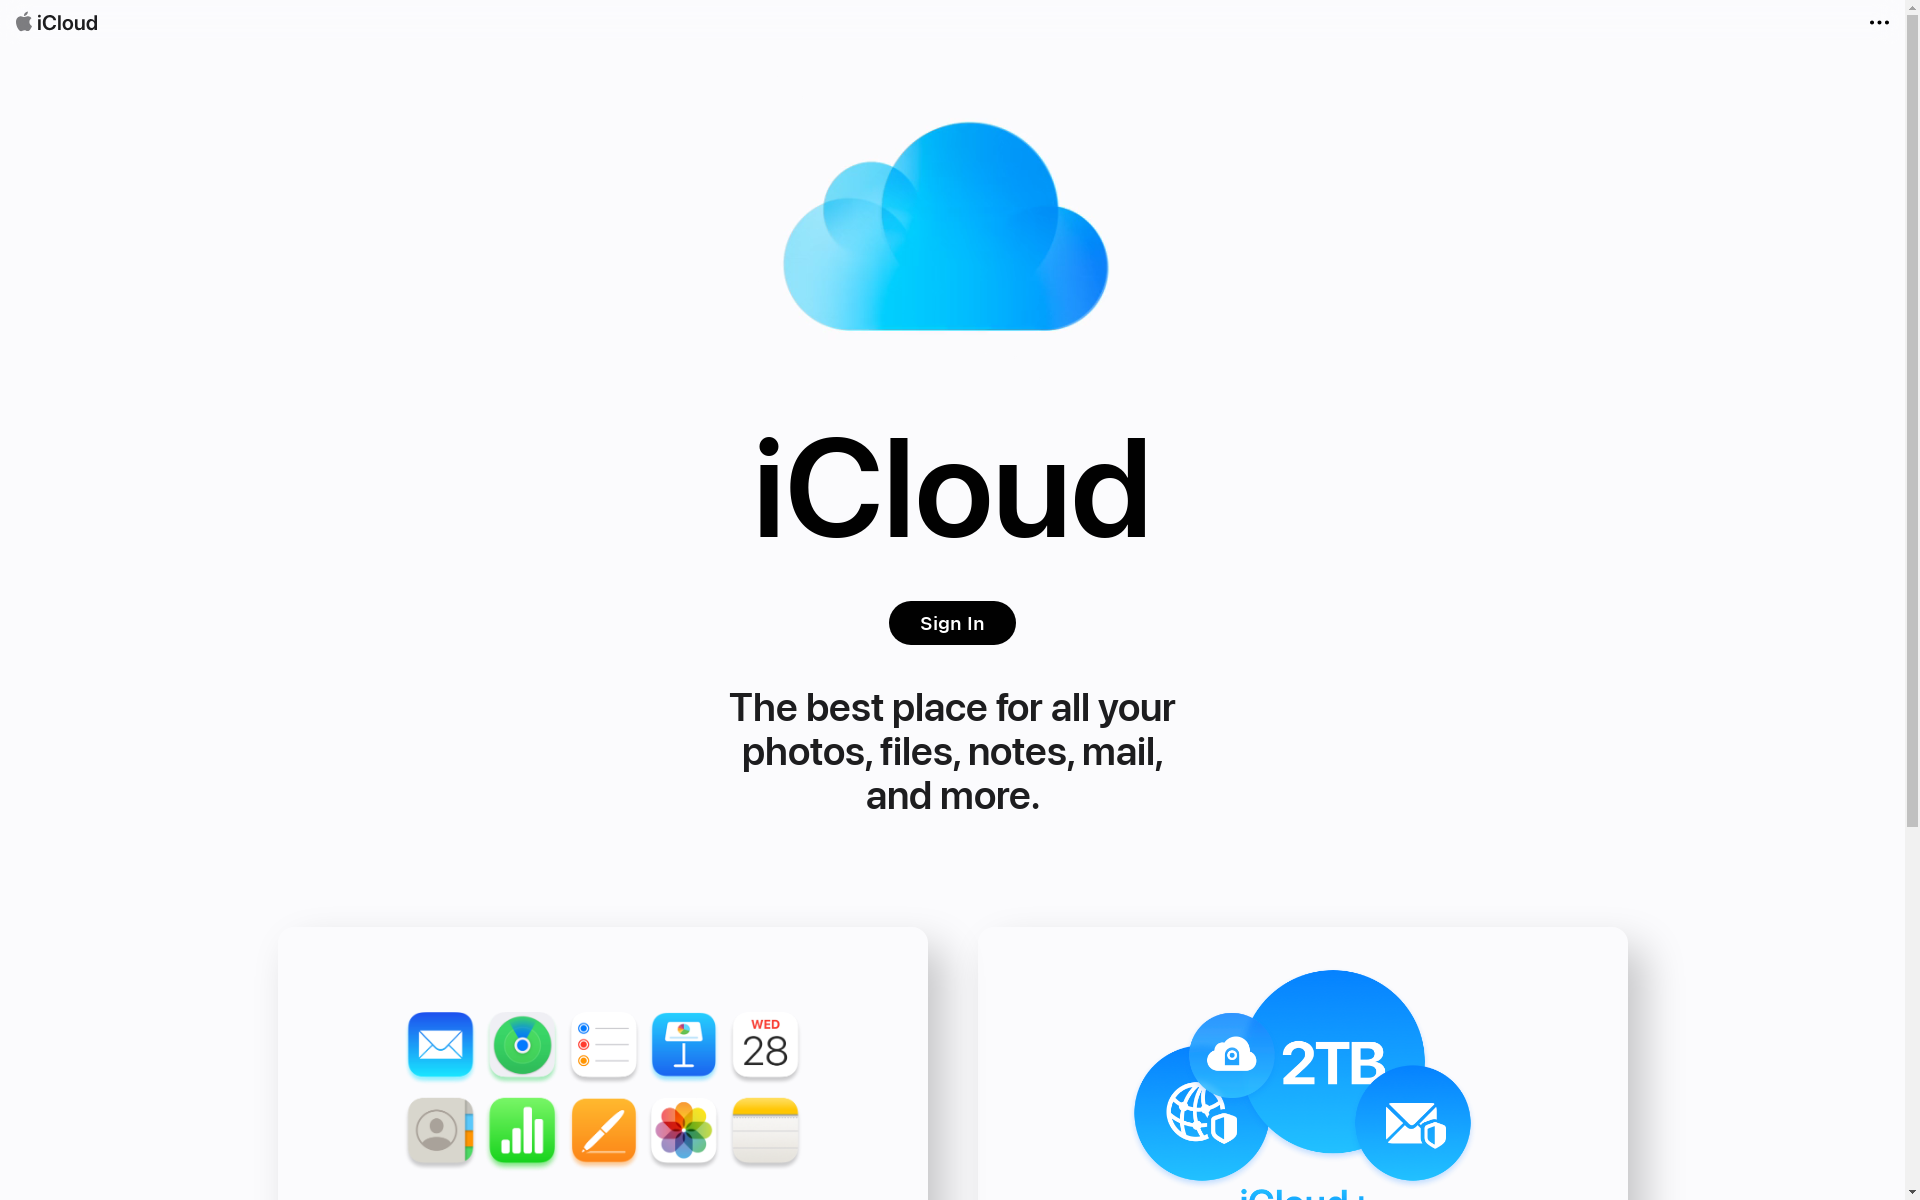 iCloud
iCloud
Sign In
The best place for all your
photos, files, notes, mail,
and more.
WED
28
2TB
iCloud+